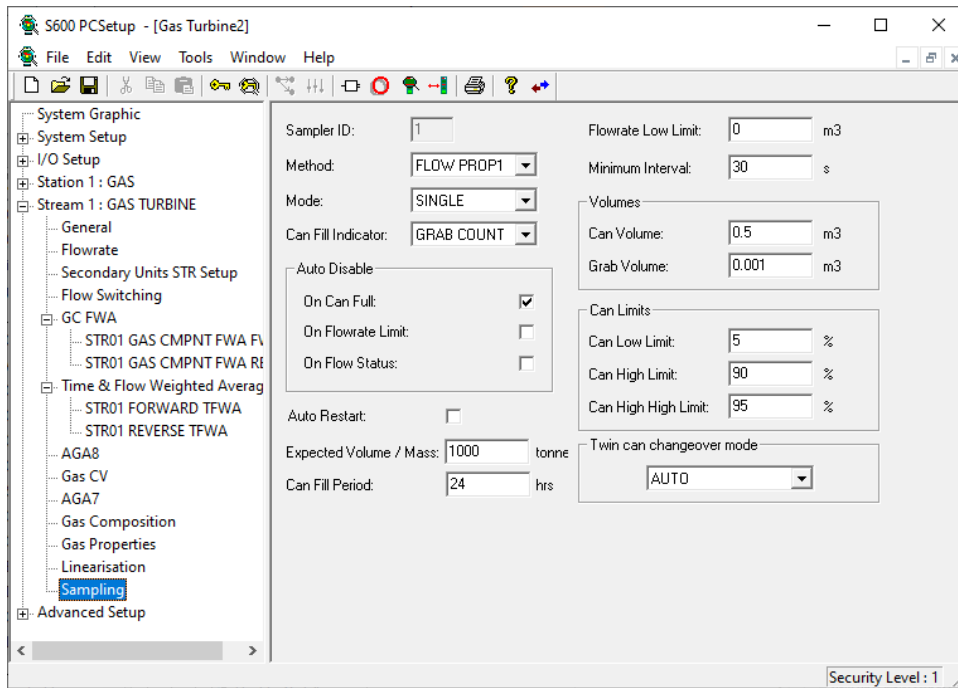 S600 PCSetup - [Gas Turbine2]
File Edit View Tools Window Help
System Graphic
System Setup
I/O Setup
Station 1 : GAS
Stream 1 : GAS TURBINE
General
Flowrate
Secondary Units STR Setup
Flow Switching
GC FWA
STR01 GAS CMPNT FWA FV
STR01 GAS CMPNT FWA RE
Time & Flow Weighted Averag
STR01 FORWARD TFWA
STR01 REVERSE TFWA
AGA8
Gas CV
AGA7
Gas Composition
Gas Properties
Linearisation
Sampling
Advanced Setup
Sampler ID: 1
Method: FLOW PROP1
Mode: SINGLE
Can Fill Indicator: GRAB COUNT
Auto Disable
On Can Full:
On Flowrate Limit:
On Flow Status:
Auto Restart:
Expected Volume / Mass: 1000 tonne
Can Fill Period: 24 hrs
Flowrate Low Limit: 0 m3
Minimum Interval: 30 s
Volumes
Can Volume: 0.5 m3
Grab Volume: 0.001 m3
Can Limits
Can Low Limit: 5 %
Can High Limit: 90 %
Can High High Limit: 95 %
Twin can changeover mode
AUTO
Security Level : 1